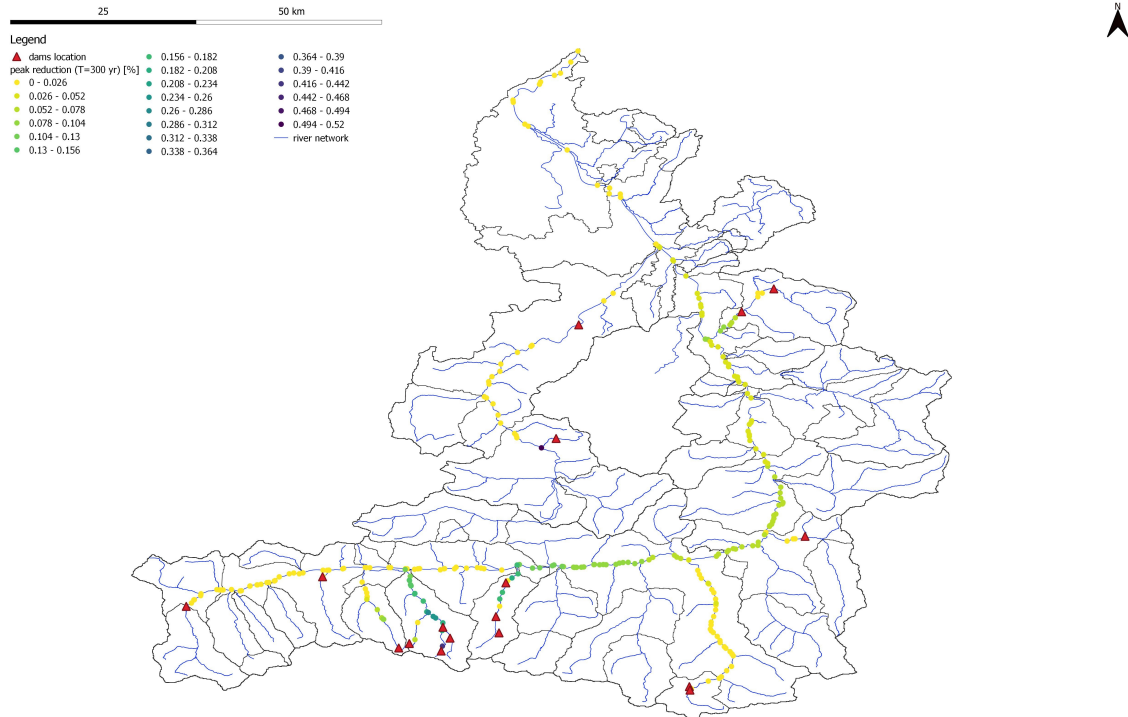 25 50 km
N
Legend
dams location
peak reduction (T=300 yr) [%]
0 - 0.026
0.026 - 0.052
0.052 - 0.078
0.078 - 0.104
0.104 - 0.13
0.13 - 0.156
0.156 - 0.182
0.182 - 0.208
0.208 - 0.234
0.234 - 0.26
0.26 - 0.286
0.286 - 0.312
0.312 - 0.338
0.338 - 0.364
0.364 - 0.39
0.39 - 0.416
0.416 - 0.442
0.442 - 0.468
0.468 - 0.494
0.494 - 0.52
river network